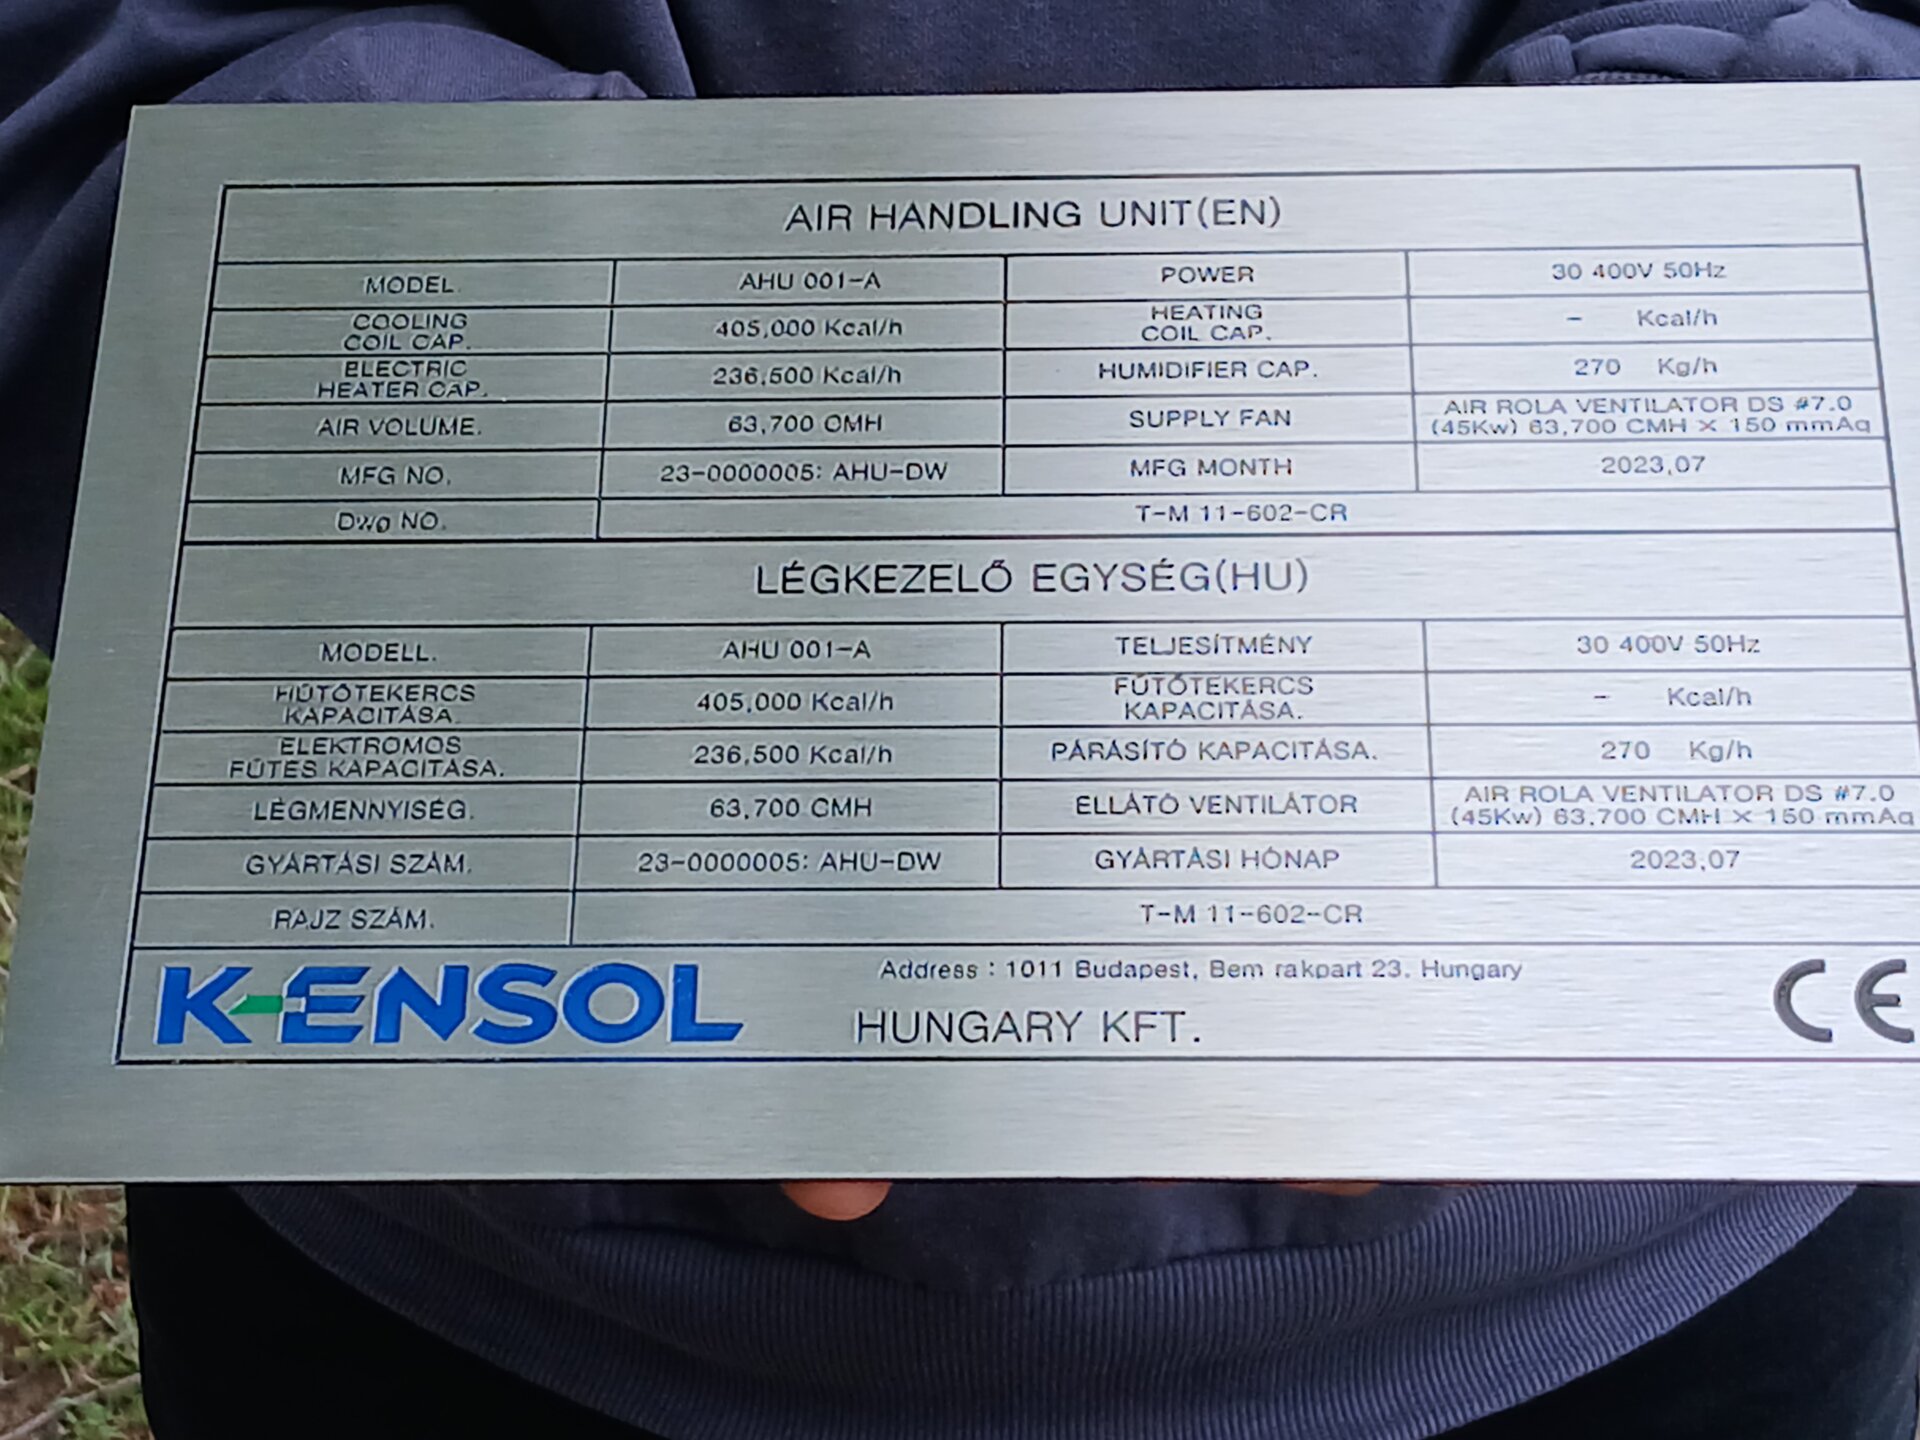 AIR HANDLING UNIT(EN)
MODEL. AHU 001-A POWER 30 400V 50Hz
COOLING COIL CAP. 405,000 Kcal/h HEATING COIL CAP. - Kcal/h
ELECTRIC HEATER CAP. 236,500 Kcal/h HUMIDIFIER CAP. 270 Kg/h
AIR VOLUME. 63,700 CMH SUPPLY FAN AIR ROLA VENTILATOR DS #7.0 (45Kw) 63,700 CMH × 150 mmAq
MFG NO. 23-0000005: AHU-DW MFG MONTH 2023,07
Dwg NO. T-M 11-602-CR
LÉGKEZELŐ EGYSÉG(HU)
MODELL. AHU 001-A TELJESÍTMÉNY 30 400V 50Hz
HŰTŐTEKERCS KAPACITÁSA. 405,000 Kcal/h FŰTŐTEKERCS KAPACITÁSA. - Kcal/h
ELEKTROMOS FŰTÉS KAPACITÁSA. 236,500 Kcal/h PÁRÁSÍTÓ KAPACITÁSA. 270 Kg/h
LÉGMENNYISÉG. 63,700 CMH ELLÁTÓ VENTILÁTOR AIR ROLA VENTILATOR DS #7.0 (45Kw) 63,700 CMH × 150 mmAq
GYÁRTÁSI SZÁM. 23-0000005: AHU-DW GYÁRTÁSI HÓNAP 2023,07
RAJZ SZÁM. T-M 11-602-CR
K-ENSOL
Address : 1011 Budapest, Bem rakpart 23. Hungary
HUNGARY KFT.
CE